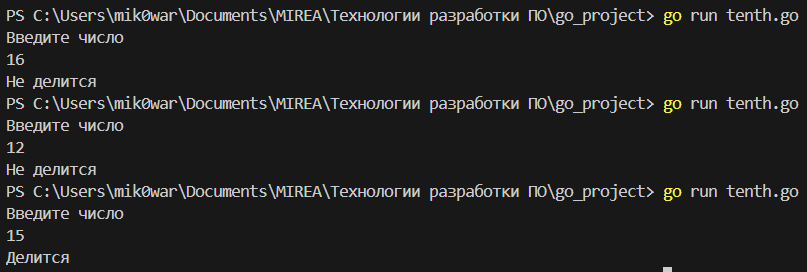 PS C:\Users\mik0war\Documents\MIREA\Технологии разработки ПО\go_project> go run tenth.go
Введите число
16
Не делится
PS C:\Users\mik0war\Documents\MIREA\Технологии разработки ПО\go_project> go run tenth.go
Введите число
12
Не делится
PS C:\Users\mik0war\Documents\MIREA\Технологии разработки ПО\go_project> go run tenth.go
Введите число
15
Делится